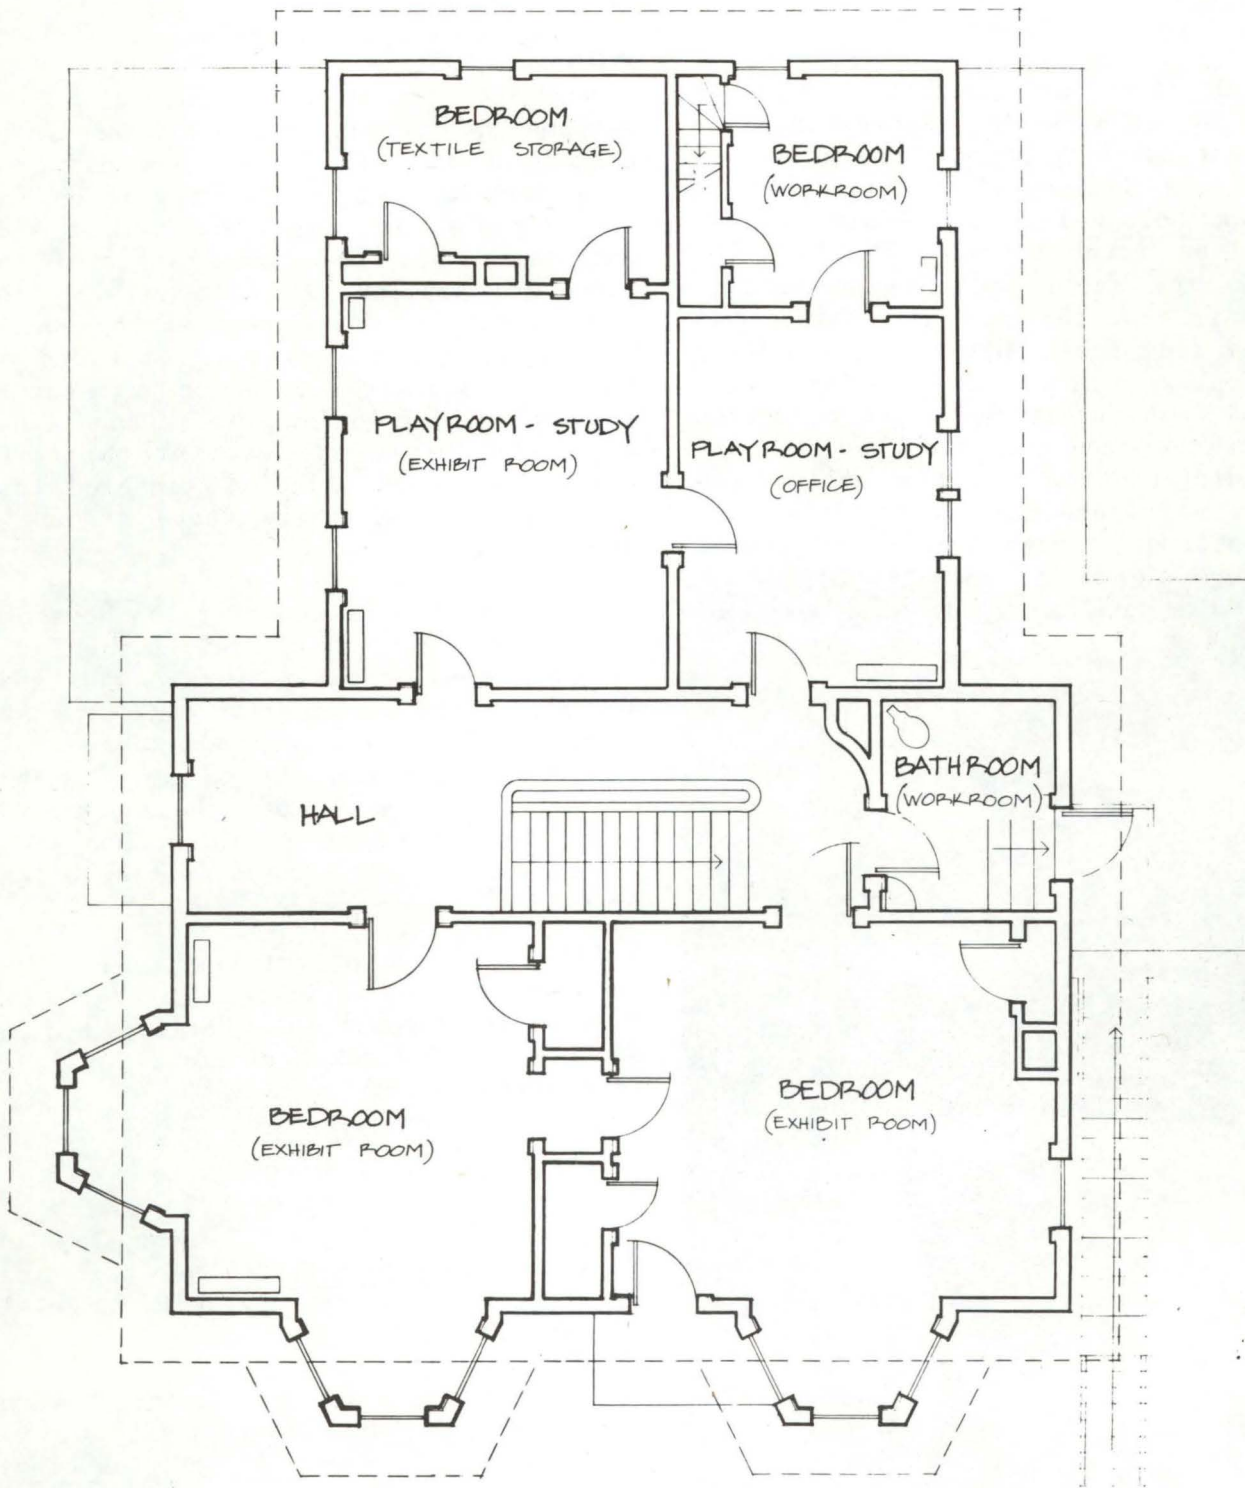 BEDROOM
(TEXTILE STORAGE)
BEDROOM
(WORKROOM)
PLAYROOM - STUDY
(EXHIBIT ROOM)
PLAYROOM - STUDY
(OFFICE)
BATHROOM
(WORKROOM)
HALL
BEDROOM
(EXHIBIT ROOM)
BEDROOM
(EXHIBIT ROOM)